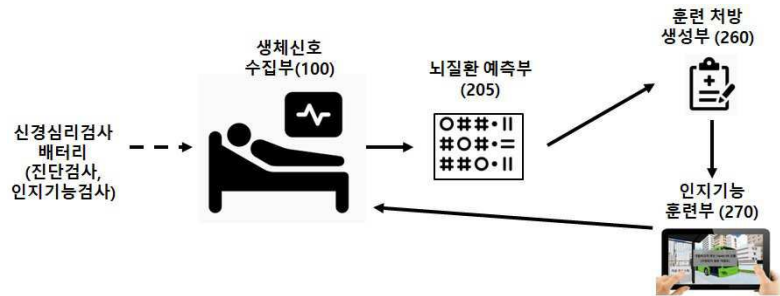 신경심리검사
배터리
(진단검사,
인지기능검사)
생체신호
수집부(100)
뇌질환 예측부
(205)
훈련 처방
생성부 (260)
인지기능
훈련부 (270)